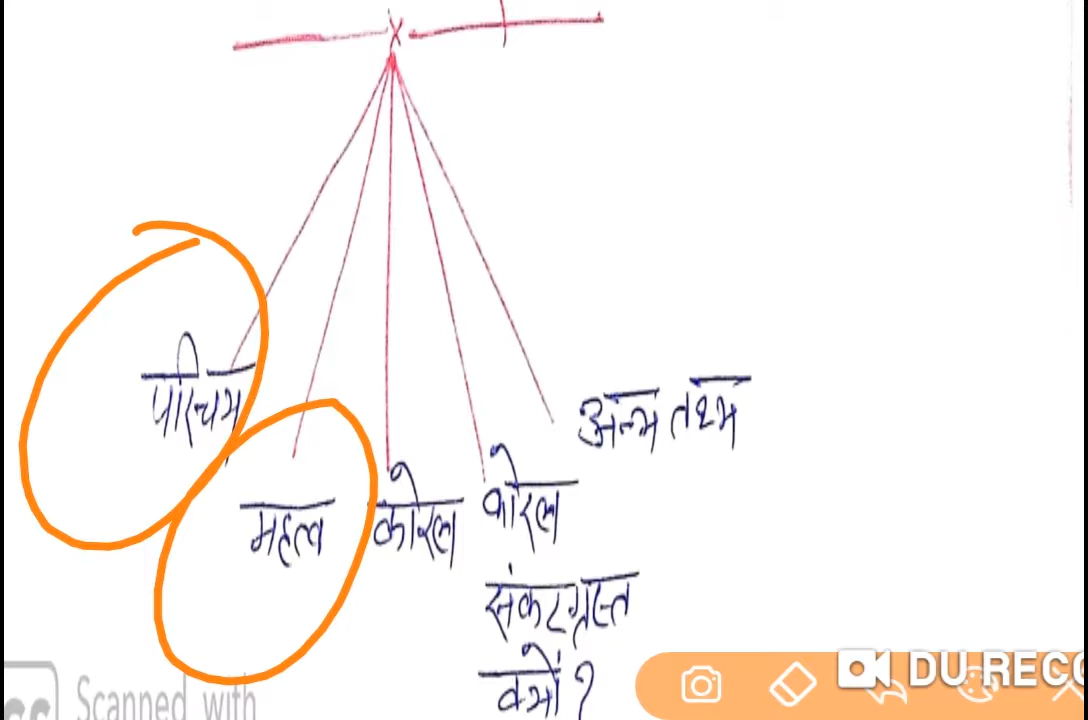 X
परिचय
महत्व
कोरल
कोरल
संकटग्रस्त
क्यों ?
अन्य तथ्य
Scanned with
DU RECO